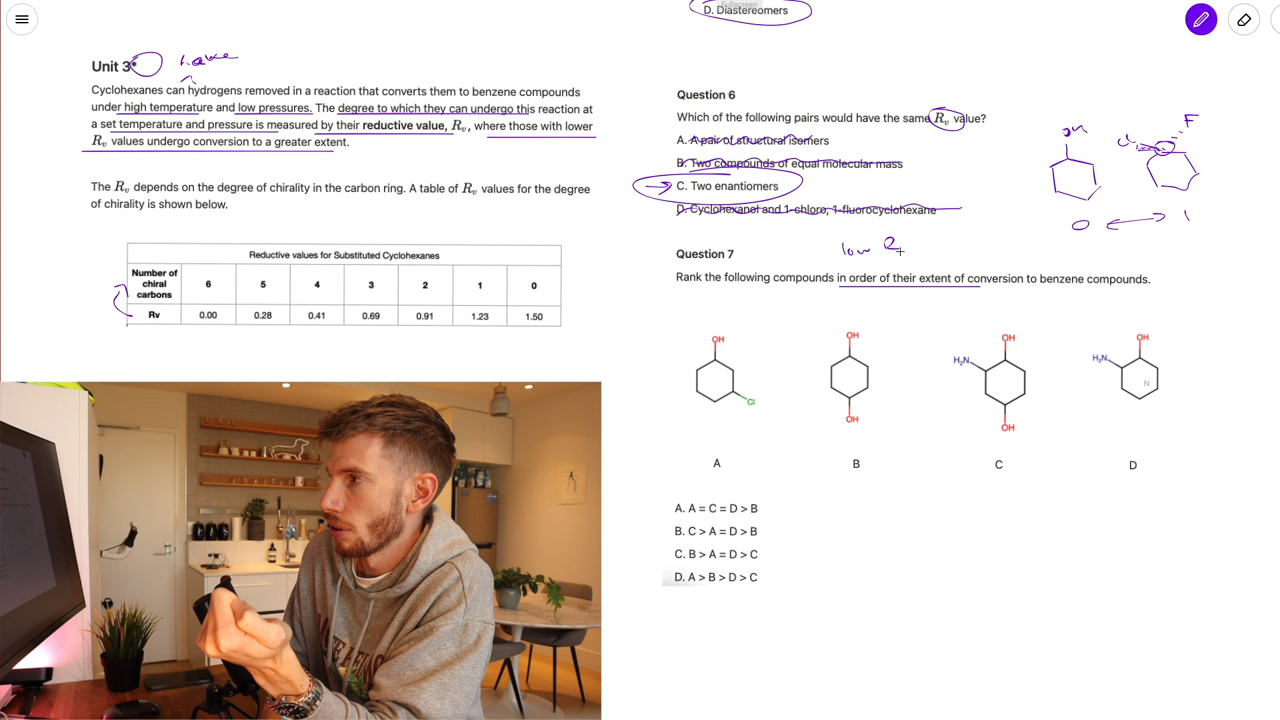 D. Diastereomers
Unit 3*
have
Cyclohexanes can hydrogens removed in a reaction that converts them to benzene compounds
under high temperature and low pressures. The degree to which they can undergo this reaction at
a set temperature and pressure is measured by their reductive value, Rv, where those with lower
Rv values undergo conversion to a greater extent.
The Rv depends on the degree of chirality in the carbon ring. A table of Rv values for the degree
of chirality is shown below.
Reductive values for Substituted Cyclohexanes
Number of chiral carbons 6 5 4 3 2 1 0
Rv 0.00 0.28 0.41 0.69 0.91 1.23 1.50
Question 6
Which of the following pairs would have the same Rv value?
A. A pair of structural isomers
B. Two compounds of equal molecular mass
C. Two enantiomers
D. Cyclohexanol and 1-chloro, 1-fluorocyclohexane
OH
Cl
F
0
1
Question 7
low R
Rank the following compounds in order of their extent of conversion to benzene compounds.
OH
Cl
A
OH
OH
B
H₂N
OH
OH
C
H₂N
OH
N
D
A. A = C = D > B
B. C > A = D > B
C. B > A = D > C
D. A > B > D > C